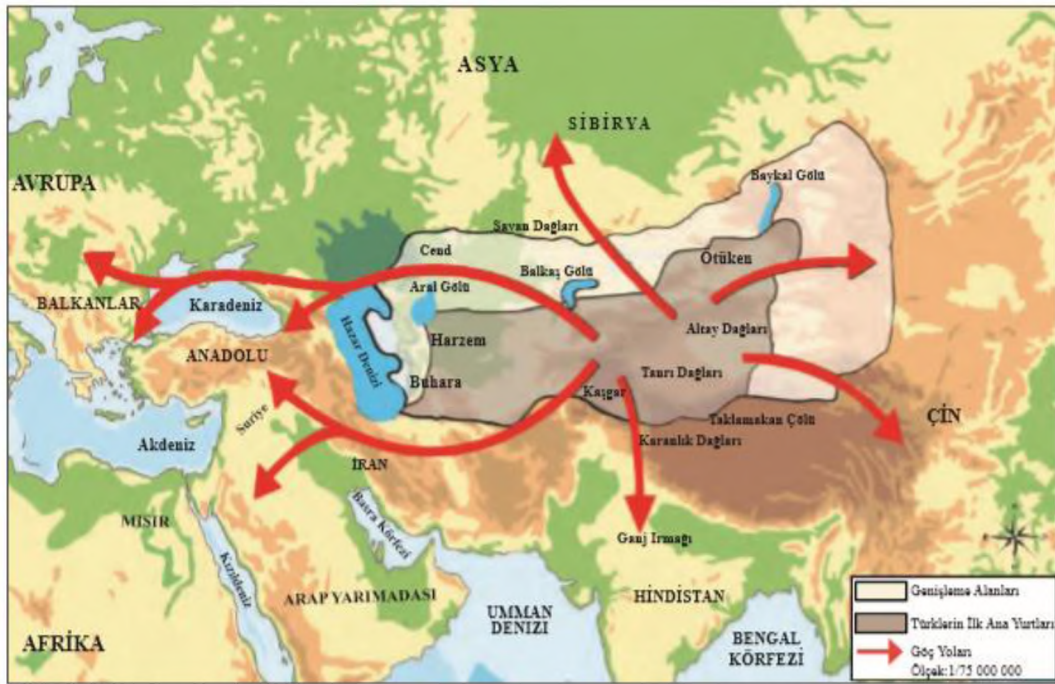 ASYA
SİBİRYA
AVRUPA
Baykal Gölü
Sayan Dağları
Cend
Ötüken
Balkaş Gölü
Aral Gölü
BALKANLAR
Karadeniz
Altay Dağları
Hazar Denizi
Harzem
ANADOLU
Tanrı Dağları
Buhara
Kaşgar
Taklamakan Çölü
ÇİN
Suriye
Karanlık Dağları
Akdeniz
İRAN
MISIR
Basra Körfezi
Ganj Irmağı
Kızıldeniz
ARAP YARIMADASI
HİNDİSTAN
UMMAN
DENİZİ
AFRİKA
BENGAL
KÖRFEZİ
Genişleme Alanları
Türklerin İlk Ana Yurtları
Göç Yolları
Ölçek:1/75 000 000